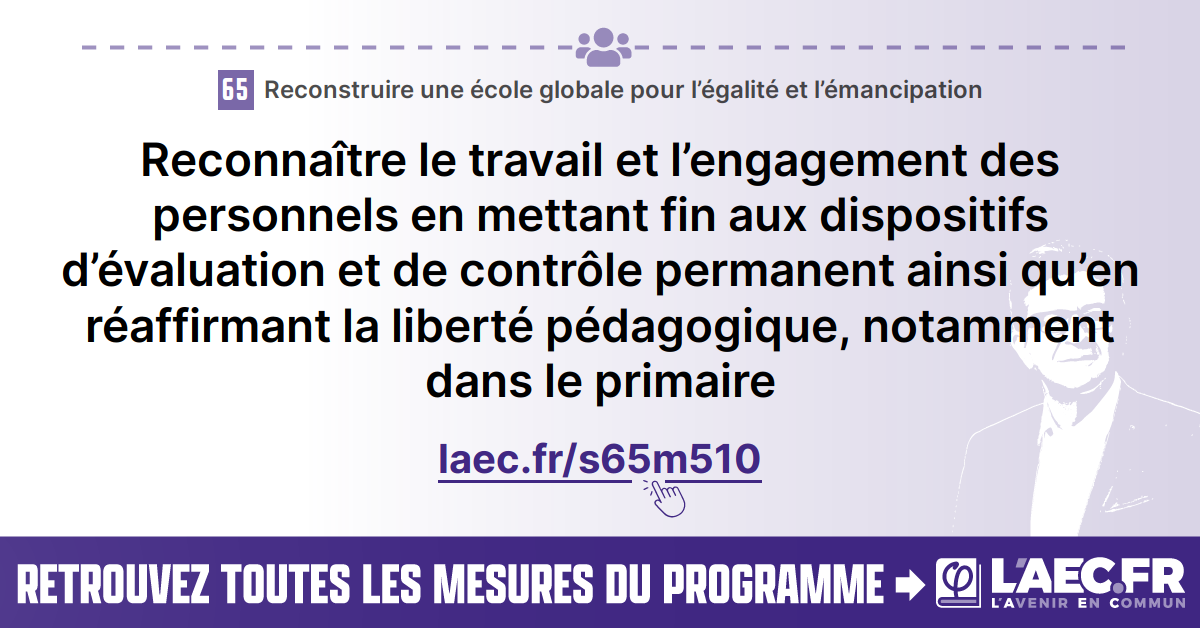 65 Reconstruire une école globale pour l’égalité et l’émancipation
Reconnaître le travail et l’engagement des
personnels en mettant fin aux dispositifs
d’évaluation et de contrôle permanent ainsi qu’en
réaffirmant la liberté pédagogique, notamment
dans le primaire
laec.fr/s65m510
RETROUVEZ TOUTES LES MESURES DU PROGRAMME
φ L’AEC.FR
L’AVENIR EN COMMUN